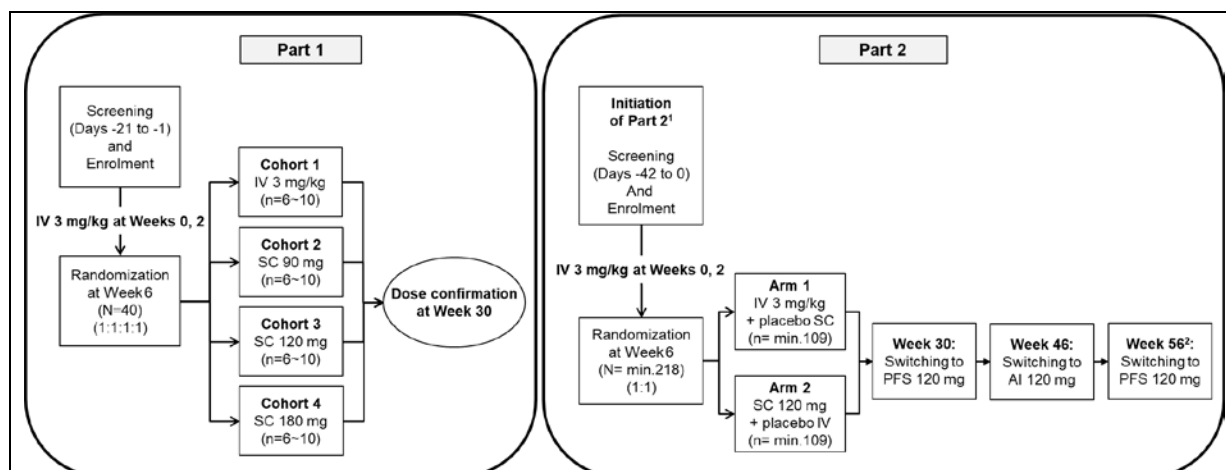 Part 1
Screening
(Days -21 to -1)
and
Enrolment
IV 3 mg/kg at Weeks 0, 2
Randomization
at Week 6
(N=40)
(1:1:1:1)
Cohort 1
IV 3 mg/kg
(n=6~10)
Cohort 2
SC 90 mg
(n=6~10)
Cohort 3
SC 120 mg
(n=6~10)
Cohort 4
SC 180 mg
(n=6~10)
Dose confirmation
at Week 30
Part 2
Initiation
of Part 2¹
Screening
(Days -42 to 0)
And
Enrolment
IV 3 mg/kg at Weeks 0, 2
Randomization
at Week 6
(N= min.218)
(1:1)
Arm 1
IV 3 mg/kg
+ placebo SC
(n= min.109)
Arm 2
SC 120 mg
+ placebo IV
(n= min.109)
Week 30:
Switching to
PFS 120 mg
Week 46:
Switching to
AI 120 mg
Week 56²:
Switching to
PFS 120 mg